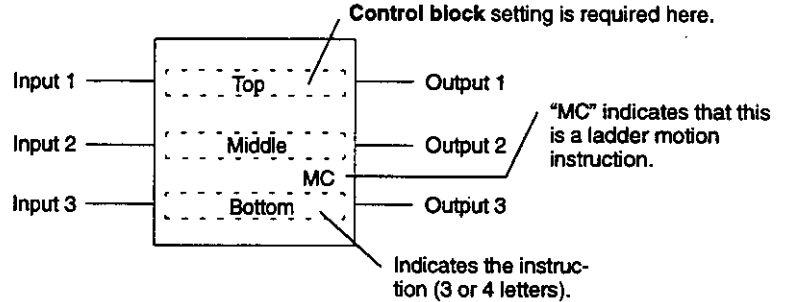 Control block setting is required here.
Input 1 Top Output 1
"MC" indicates that this
is a ladder motion
instruction.
Input 2 Middle Output 2
MC
Input 3 Bottom Output 3
Indicates the instruc-
tion (3 or 4 letters).